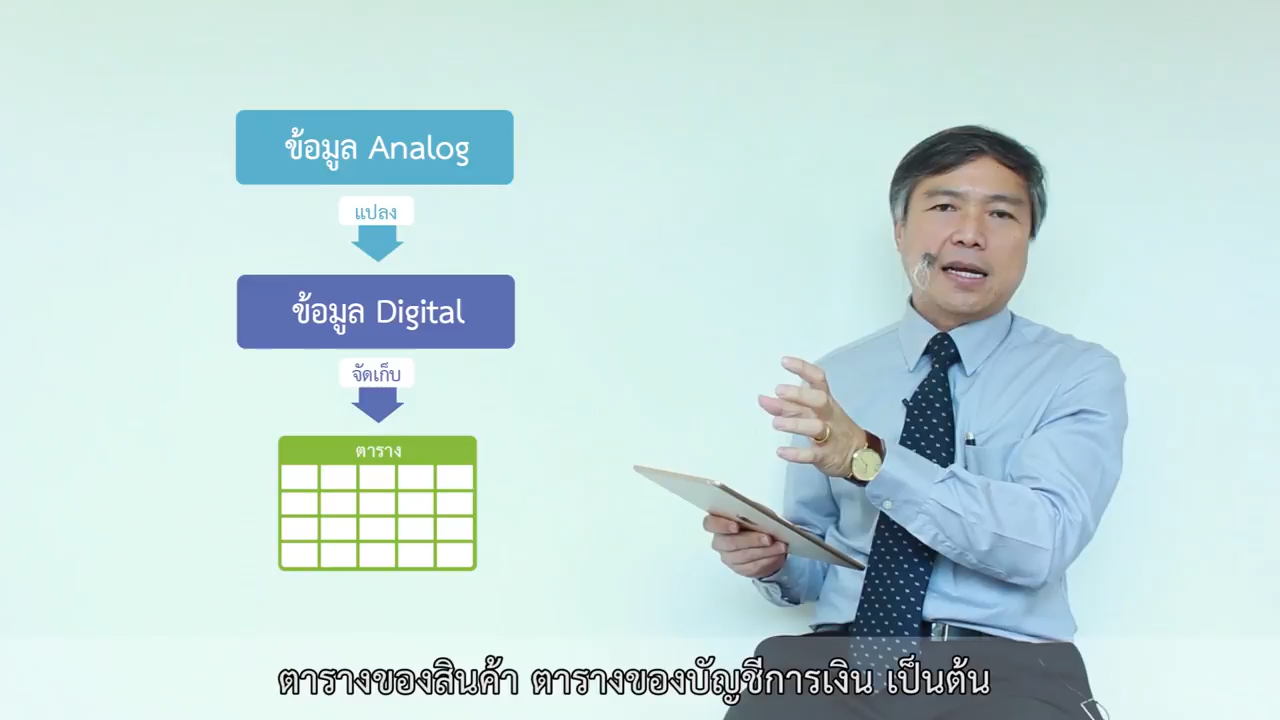 ข้อมูล Analog
แปลง
ข้อมูล Digital
จัดเก็บ
ตาราง
ตารางของสินค้า ตารางของบัญชีการเงิน เป็นต้น